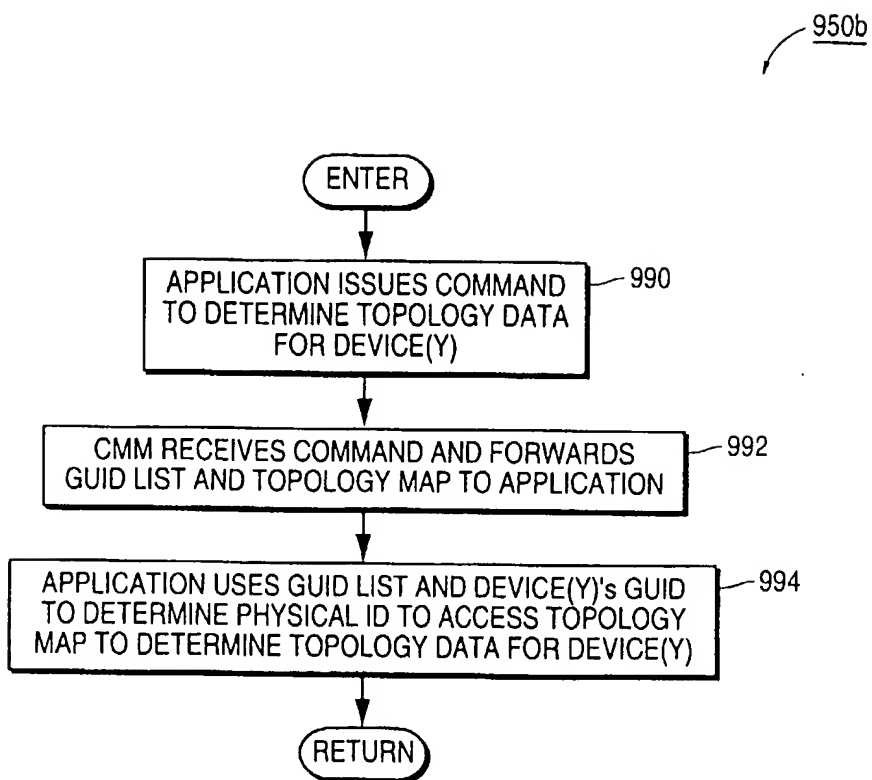 950b
ENTER
APPLICATION ISSUES COMMAND
TO DETERMINE TOPOLOGY DATA
FOR DEVICE(Y)
990
CMM RECEIVES COMMAND AND FORWARDS
GUID LIST AND TOPOLOGY MAP TO APPLICATION
992
APPLICATION USES GUID LIST AND DEVICE(Y)'s GUID
TO DETERMINE PHYSICAL ID TO ACCESS TOPOLOGY
MAP TO DETERMINE TOPOLOGY DATA FOR DEVICE(Y)
994
RETURN